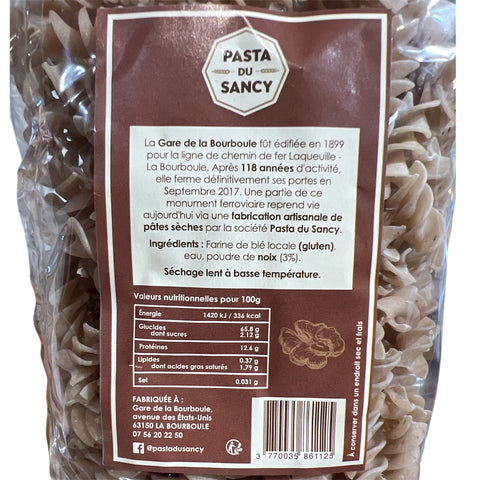 PASTA
DU
SANCY
La Gare de la Bourboule fût édifiée en 1899
pour la ligne de chemin de fer Laqueuille -
La Bourboule. Après 118 années d'activité,
elle ferme définitivement ses portes en
Septembre 2017. Une partie de ce
monument ferroviaire reprend vie
aujourd'hui via une fabrication artisanale de
pâtes sèches par la société Pasta du Sancy.
Ingrédients : Farine de blé locale (gluten),
eau, poudre de noix (3%).
Séchage lent à basse température.
Valeurs nutritionnelles pour 100g
Énergie 1420 kJ / 336 kcal
Glucides 65.8 g
dont sucres 2.12 g
Protéines 12.6 g
Lipides 0.37 g
dont acides gras saturés 1.79 g
Sel 0.031 g
À conserver dans un endroit sec et frais
FABRIQUÉE À :
Gare de la Bourboule,
avenue des États-Unis
63150 LA BOURBOULE
07 56 20 22 50
@pastadusancy
3 770035 861125